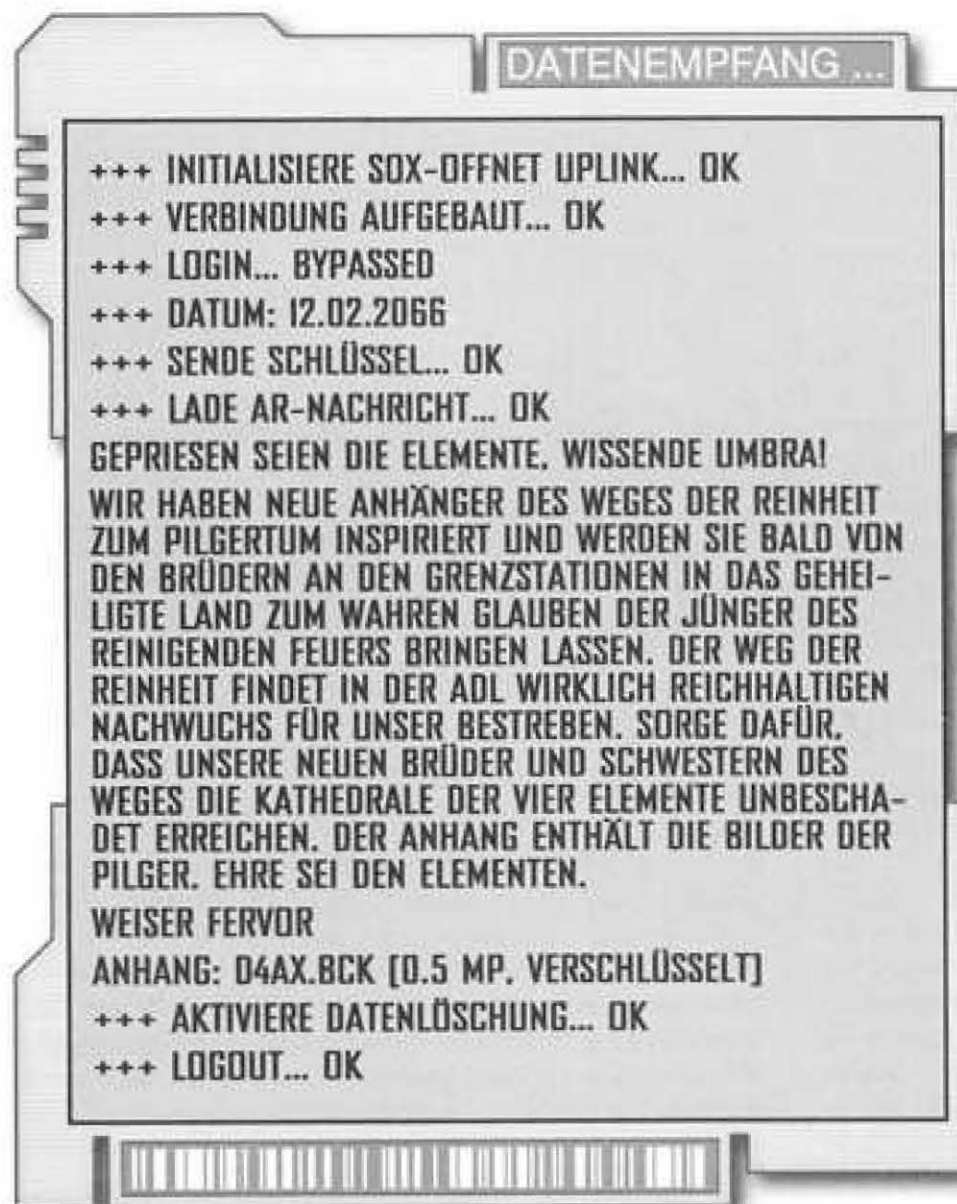 DATENEMPFANG ...
+++ INITIALISIERE SOX-OFFNET UPLINK... OK
+++ VERBINDUNG AUFGEBAUT... OK
+++ LOGIN... BYPASSED
+++ DATUM: 12.02.2066
+++ SENDE SCHLÜSSEL... OK
+++ LADE AR-NACHRICHT... OK
GEPRIESEN SEIEN DIE ELEMENTE, WISSENDE UMBRA!
WIR HABEN NEUE ANHÄNGER DES WEGES DER REINHEIT
ZUM PILGERTUM INSPIRIERT UND WERDEN SIE BALD VON
DEN BRÜDERN AN DEN GRENZSTATIONEN IN DAS GEHEI-
LIGTE LAND ZUM WAHREN GLAUBEN DER JÜNGER DES
REINIGENDEN FEUERS BRINGEN LASSEN. DER WEG DER
REINHEIT FINDET IN DER ADL WIRKLICH REICHHALTIGEN
NACHWUCHS FÜR UNSER BESTREBEN. SORGE DAFÜR,
DASS UNSERE NEUEN BRÜDER UND SCHWESTERN DES
WEGES DIE KATHEDRALE DER VIER ELEMENTE UNBESCHA-
DET ERREICHEN. DER ANHANG ENTHÄLT DIE BILDER DER
PILGER. EHRE SEI DEN ELEMENTEN.
WEISER FERVOR
ANHANG: D4AX.BCK [0.5 MP, VERSCHLÜSSELT]
+++ AKTIVIERE DATENLÖSCHUNG... OK
+++ LOGOUT... OK